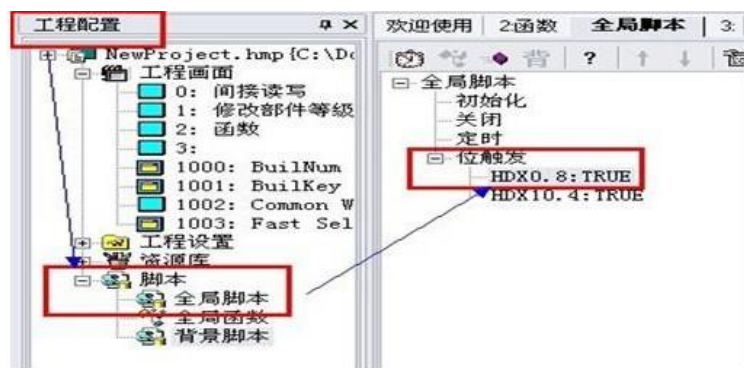 工程配置
NewProject.hmp{C:\Do
工程画面
0: 间接读写
1: 修改部件等级
2: 函数
3:
1000: BuilNum
1001: BuilKey
1002: Common W
1003: Fast Sel
工程设置
资源库
脚本
全局脚本
全局函数
背景脚本
欢迎使用 2:函数 全局脚本 3:
背 ?
全局脚本
初始化
关闭
定时
位触发
HDX0.8:TRUE
HDX10.4:TRUE